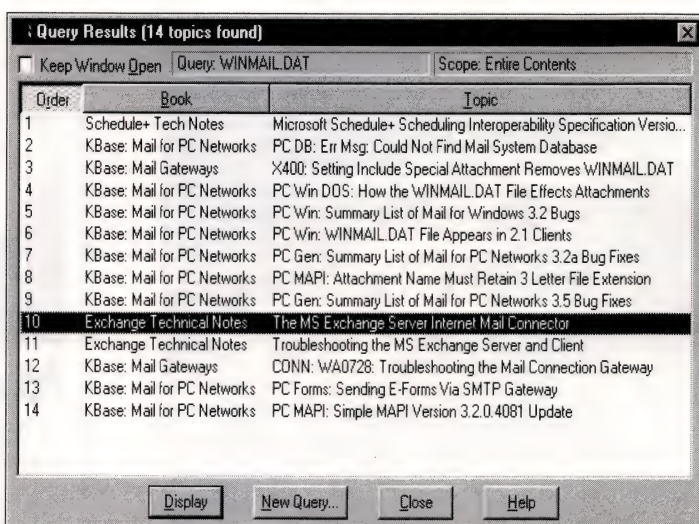 Query Results (14 topics found)
Keep Window Open Query: WINMAIL.DAT Scope: Entire Contents
Order Book Topic
1 Schedule+ Tech Notes Microsoft Schedule+ Scheduling Interoperability Specification Versio...
2 KBase: Mail for PC Networks PC DB: Err Msg: Could Not Find Mail System Database
3 KBase: Mail Gateways X400: Setting Include Special Attachment Removes WINMAIL.DAT
4 KBase: Mail for PC Networks PC Win DOS: How the WINMAIL.DAT File Effects Attachments
5 KBase: Mail for PC Networks PC Win: Summary List of Mail for Windows 3.2 Bugs
6 KBase: Mail for PC Networks PC Win: WINMAIL.DAT File Appears in 2.1 Clients
7 KBase: Mail for PC Networks PC Gen: Summary List of Mail for PC Networks 3.2a Bug Fixes
8 KBase: Mail for PC Networks PC MAPI: Attachment Name Must Retain 3 Letter File Extension
9 KBase: Mail for PC Networks PC Gen: Summary List of Mail for PC Networks 3.5 Bug Fixes
10 Exchange Technical Notes The MS Exchange Server Internet Mail Connector
11 Exchange Technical Notes Troubleshooting the MS Exchange Server and Client
12 KBase: Mail Gateways CONN: WA0728: Troubleshooting the Mail Connection Gateway
13 KBase: Mail for PC Networks PC Forms: Sending E-Forms Via SMTP Gateway
14 KBase: Mail for PC Networks PC MAPI: Simple MAPI Version 3.2.0.4081 Update
Display New Query... Close Help